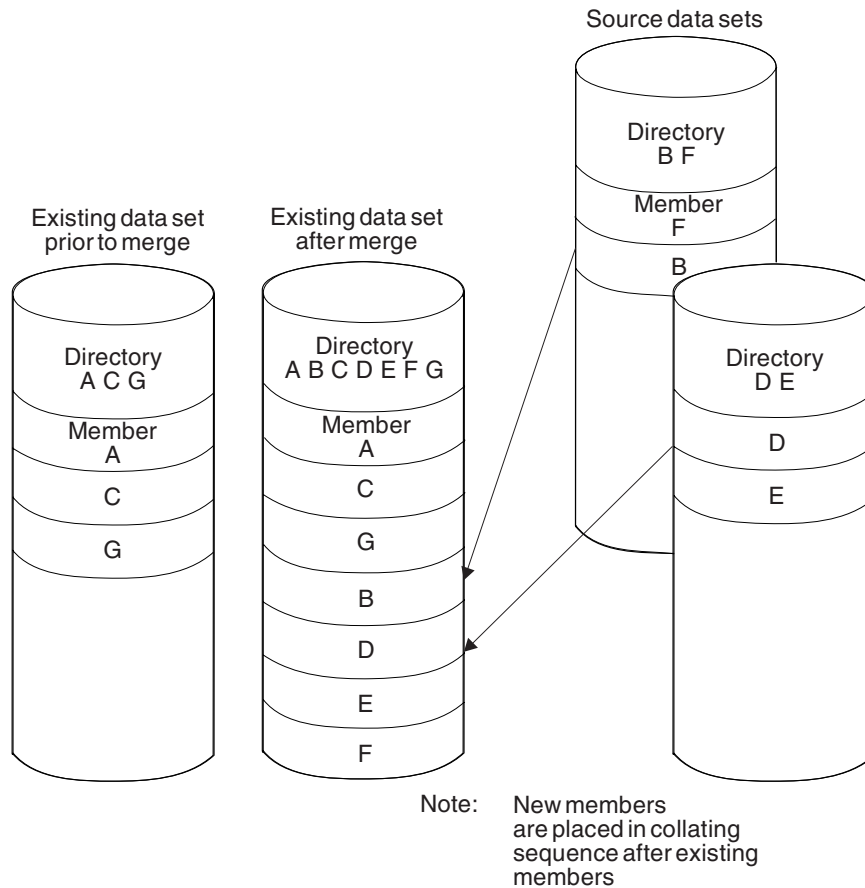 Source data sets
Directory
B F
Member
F
B
Existing data set
prior to merge
Directory
A C G
Member
A
C
G
Existing data set
after merge
Directory
A B C D E F G
Member
A
C
G
B
D
E
F
Directory
D E
D
E
Note: New members
are placed in collating
sequence after existing
members